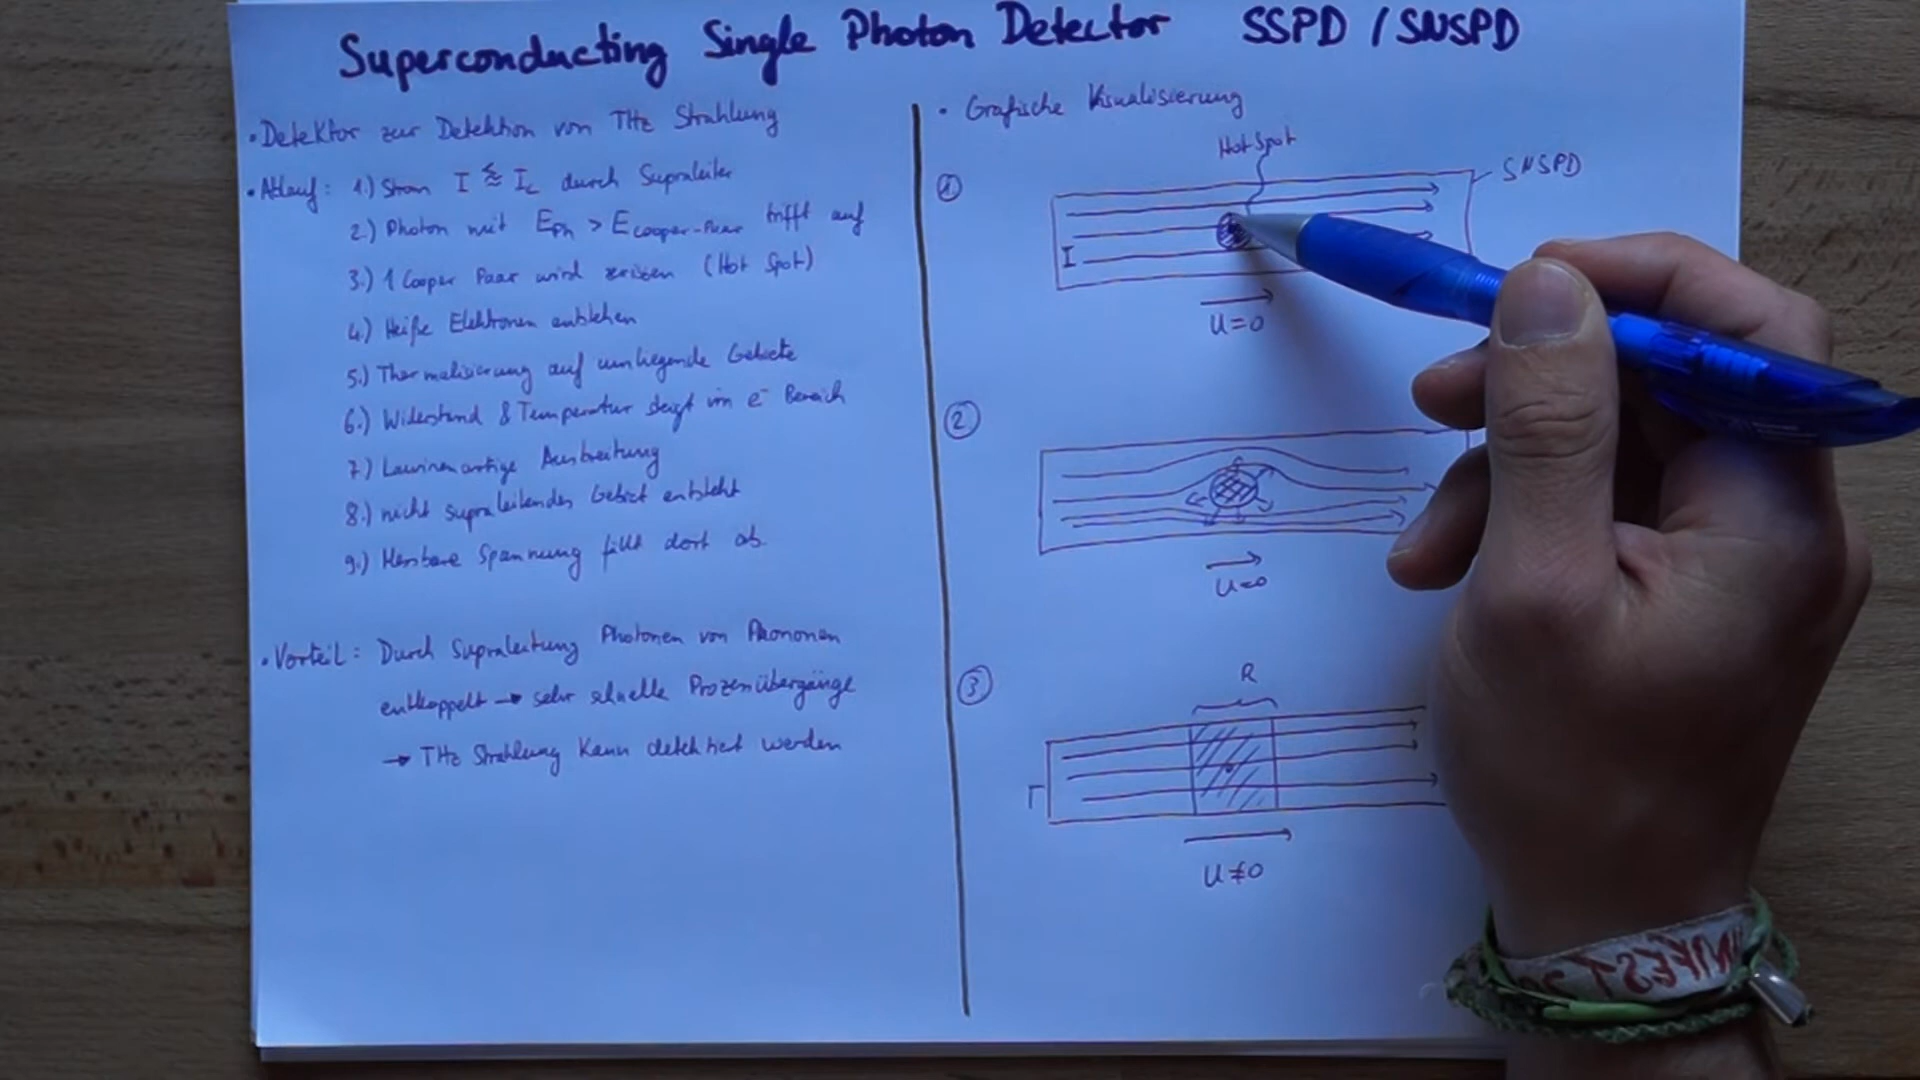 Superconducting Single Photon Detector SSPD / SNSPD
• Detektor zur Detektion von THz Strahlung
• Ablauf: 1.) Strom I ⪅ Ic durch Supraleiter
2.) Photon mit EPh > ECooper-Paar trifft auf
3.) 1 Cooper Paar wird zerissen (Hot Spot)
4.) Heiße Elektronen entstehen
5.) Thermalisierung auf umliegende Gebiete
6.) Widerstand & Temperatur steigt im e⁻ Bereich
7.) Lawinenartige Ausbreitung
8.) nicht supraleitendes Gebiet entsteht
9.) Messbare Spannung fällt dort ab.
• Vorteil: Durch Supraleitung Photonen von Phononen
entkoppelt → sehr schnelle Prozessübergänge
→ THz Strahlung kann detektiert werden
• Grafische Visualisierung
Hot Spot
① SNSPD
I
U=0
②
U=0
③ R
U≠0